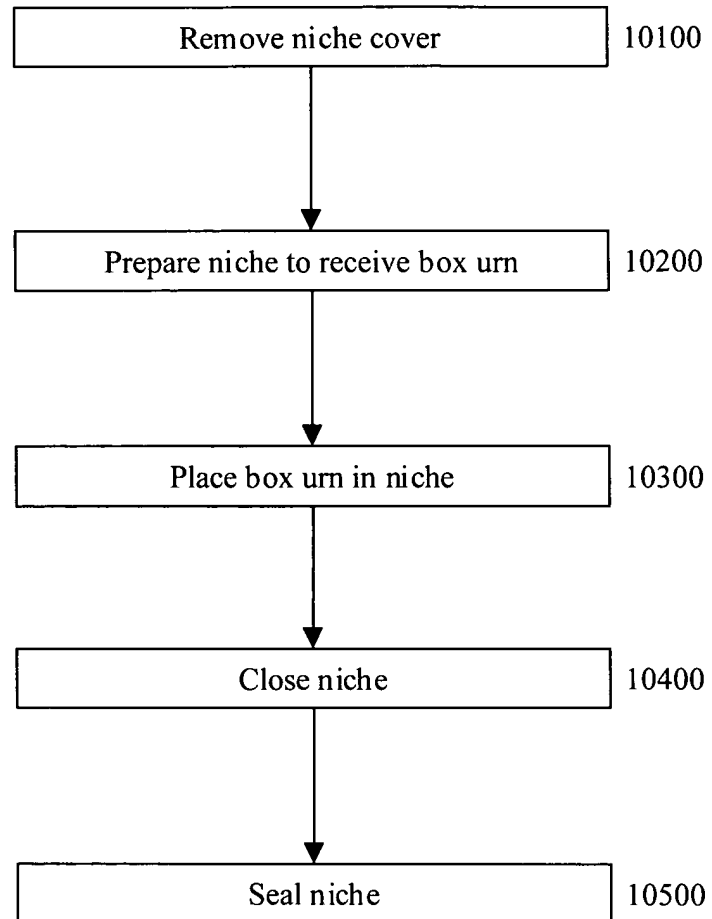 Remove niche cover 10100
Prepare niche to receive box urn 10200
Place box urn in niche 10300
Close niche 10400
Seal niche 10500